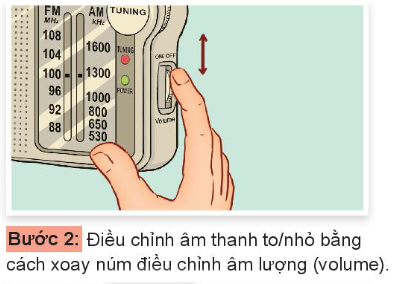 FM AM TUNING
MHz KHz
108
104 1600 TUNING ON OFF
100 1300
96 POWER
92 1000
800
88 650 Volume
530
Bước 2: Điều chỉnh âm thanh to/nhỏ bằng
cách xoay núm điều chỉnh âm lượng (volume).